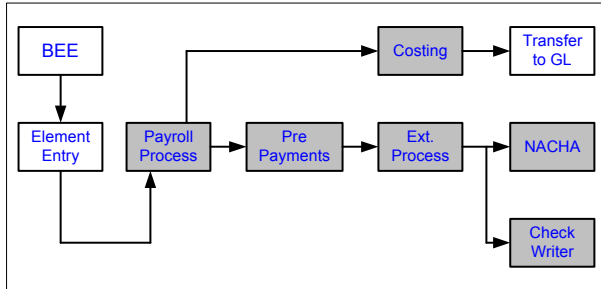 BEE
Costing
Transfer
to GL
Element
Entry
Payroll
Process
Pre
Payments
Ext.
Process
NACHA
Check
Writer